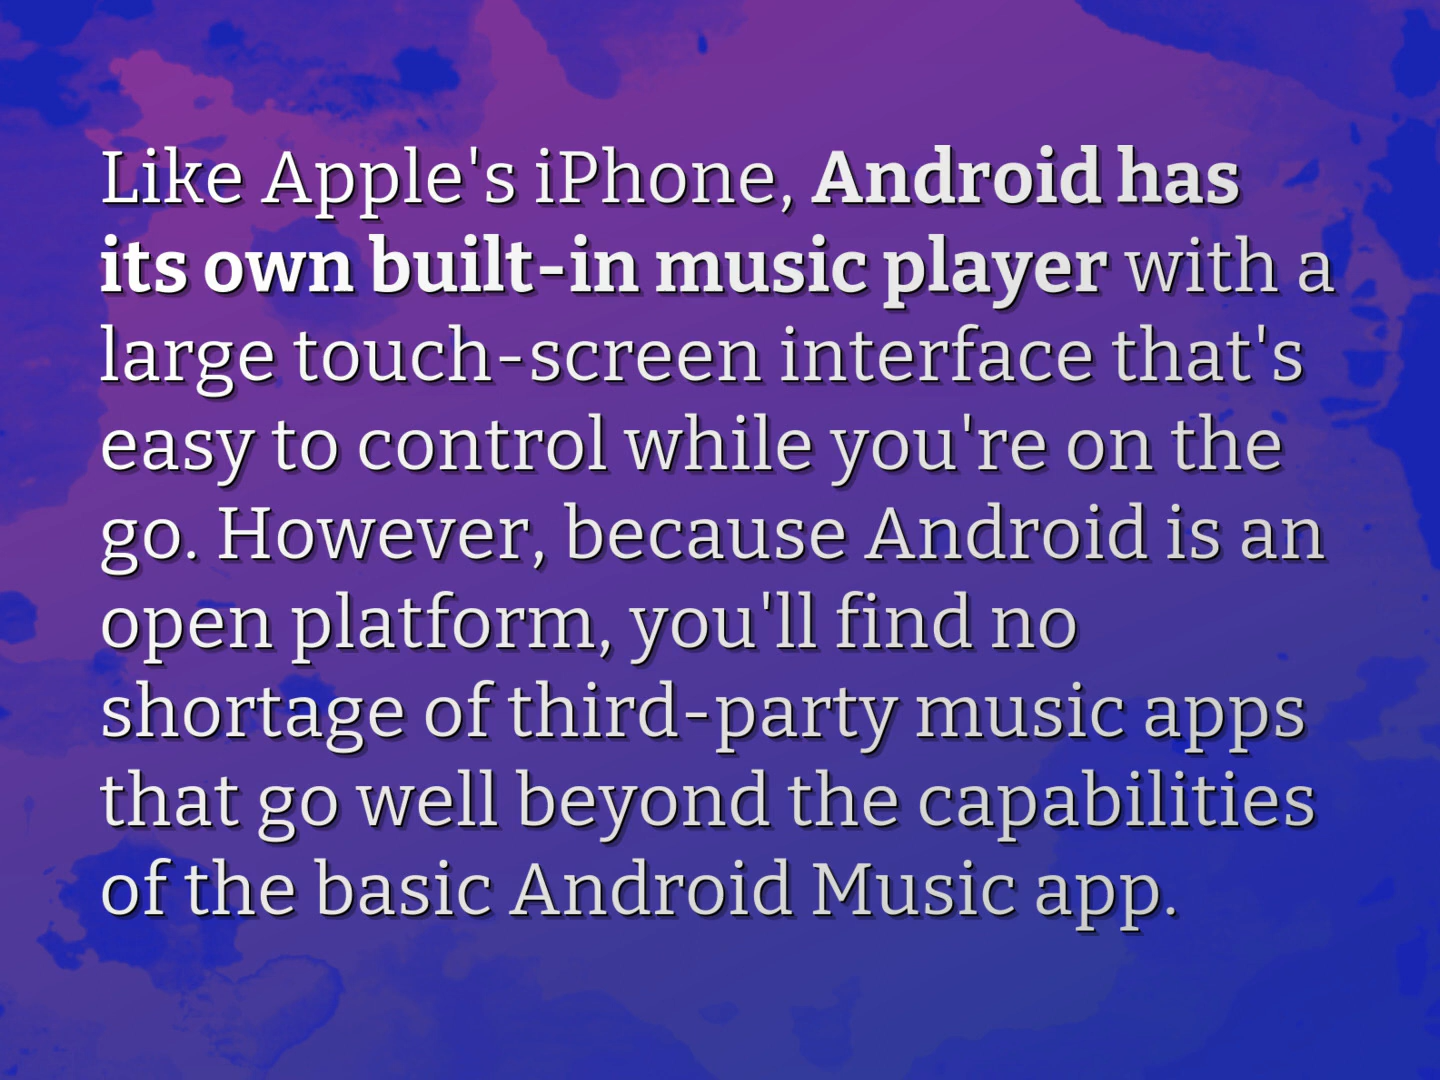 Like Apple's iPhone, Android has
its own built-in music player with a
large touch-screen interface that's
easy to control while you're on the
go. However, because Android is an
open platform, you'll find no
shortage of third-party music apps
that go well beyond the capabilities
of the basic Android Music app.